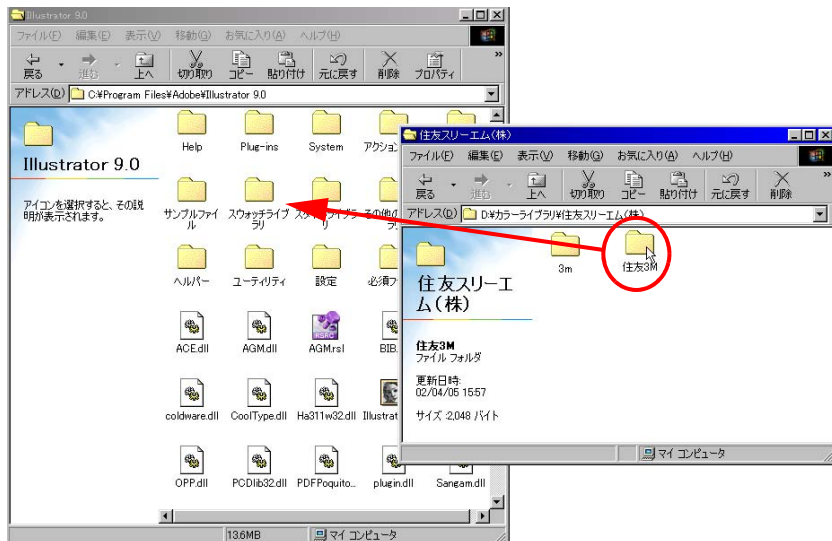 Illustrator 9.0
ファイル(F) 編集(E) 表示(V) 移動(G) お気に入り(A) ヘルプ(H)
戻る 進む 上へ 切り取り コピー 貼り付け 元に戻す 削除 プロパティ
アドレス(D) C:¥Program Files¥Adobe¥Illustrator 9.0
Illustrator 9.0
アイコンを選択すると、その説
明が表示されます。
Help Plug-ins System
サンプルファイ
ル
スウォッチライブ
ラリ
ヘルパー ユーティリティ 設定
ACE.dll AGM.dll AGM.rsl BIB.
coldware.dll CoolType.dll Ha311w32.dll Illustrat
OPP.dll PCDlib32.dll PDFPoquito... plugin.dll Sangam.dll
13.6MB マイ コンピュータ
住友スリーエム(株)
ファイル(F) 編集(E) 表示(V) 移動(G) お気に入り(A) ヘルプ(H)
戻る 進む 上へ 切り取り コピー 貼り付け 元に戻す 削除
アドレス(D) D:¥カラーライブラリ¥住友スリーエム(株)
住友スリーエ
ム(株)
3m 住友3M
住友3M
ファイル フォルダ
更新日時:
02/04/05 15:57
サイズ :2,048 バイト
マイ コンピュータ